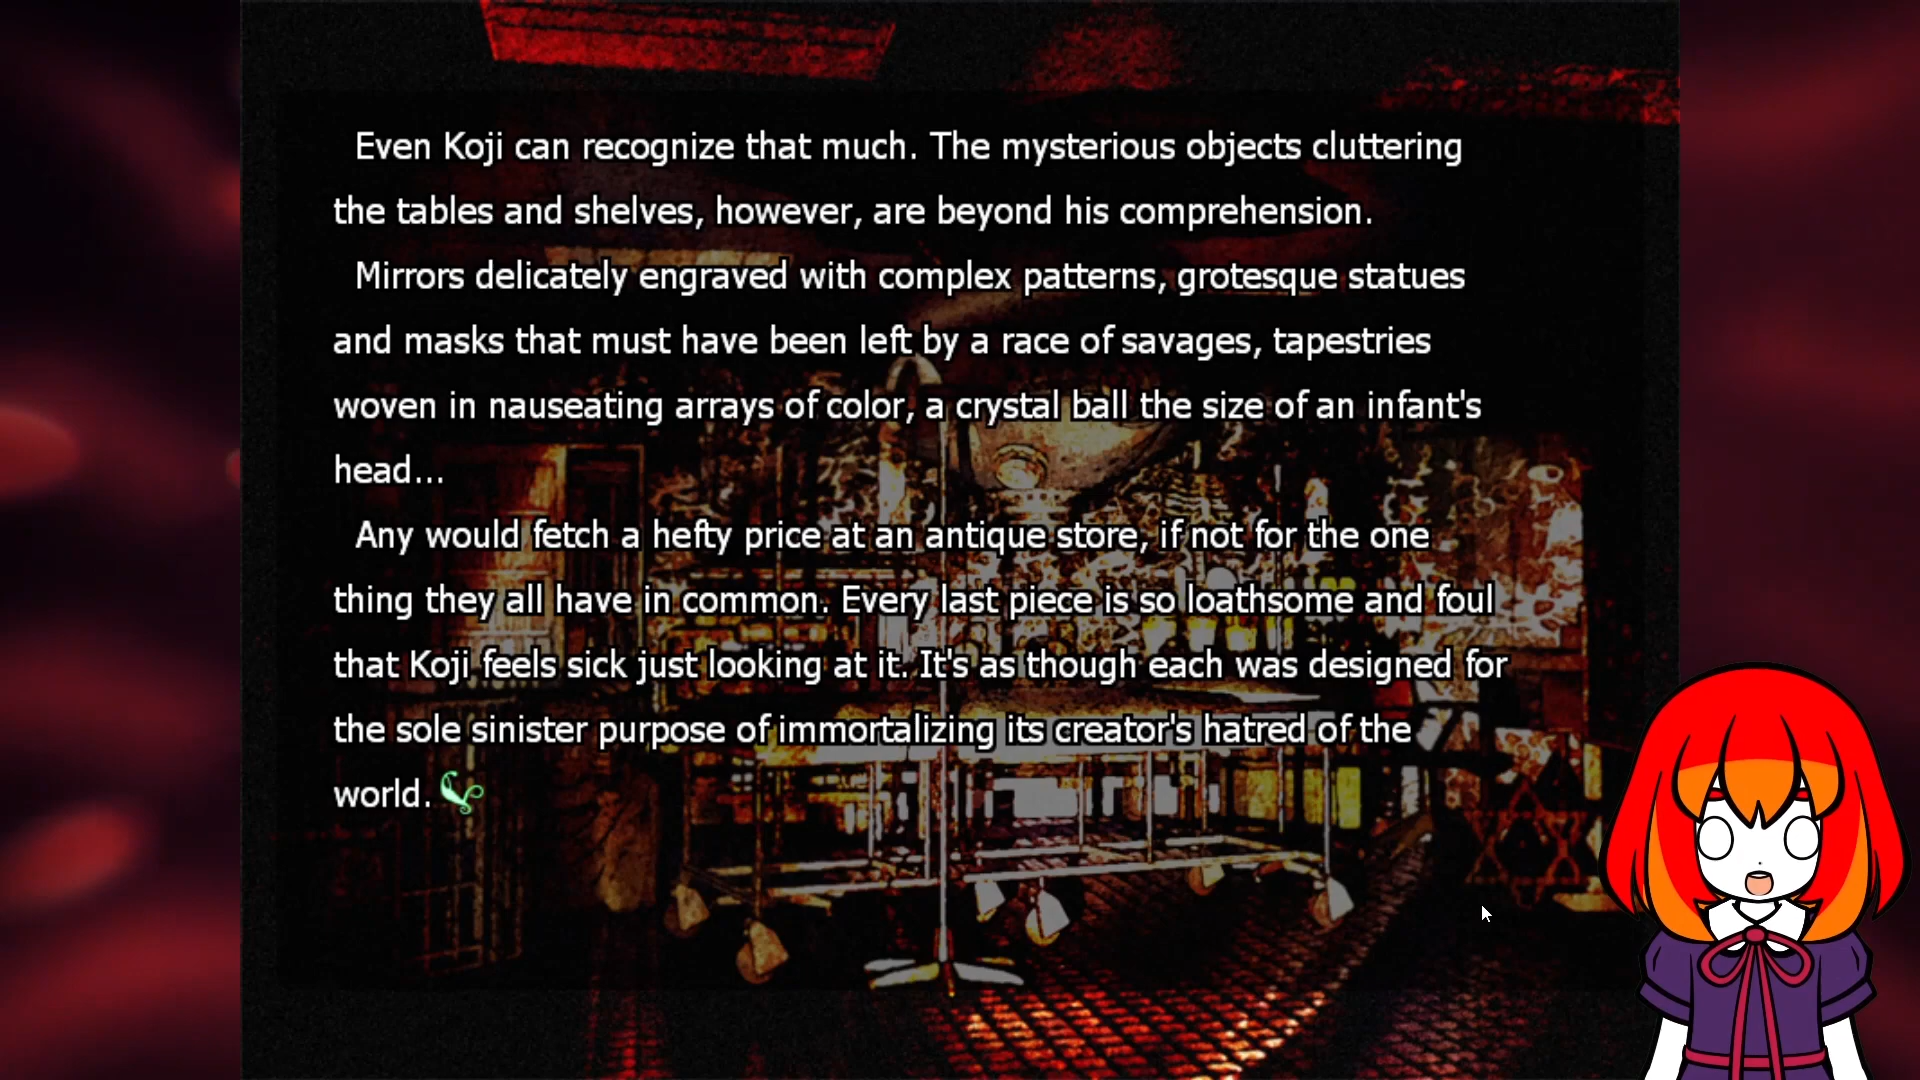 Even Koji can recognize that much. The mysterious objects cluttering
the tables and shelves, however, are beyond his comprehension.
Mirrors delicately engraved with complex patterns, grotesque statues
and masks that must have been left by a race of savages, tapestries
woven in nauseating arrays of color, a crystal ball the size of an infant's
head...
Any would fetch a hefty price at an antique store, if not for the one
thing they all have in common. Every last piece is so loathsome and foul
that Koji feels sick just looking at it. It's as though each was designed for
the sole sinister purpose of immortalizing its creator's hatred of the
world.